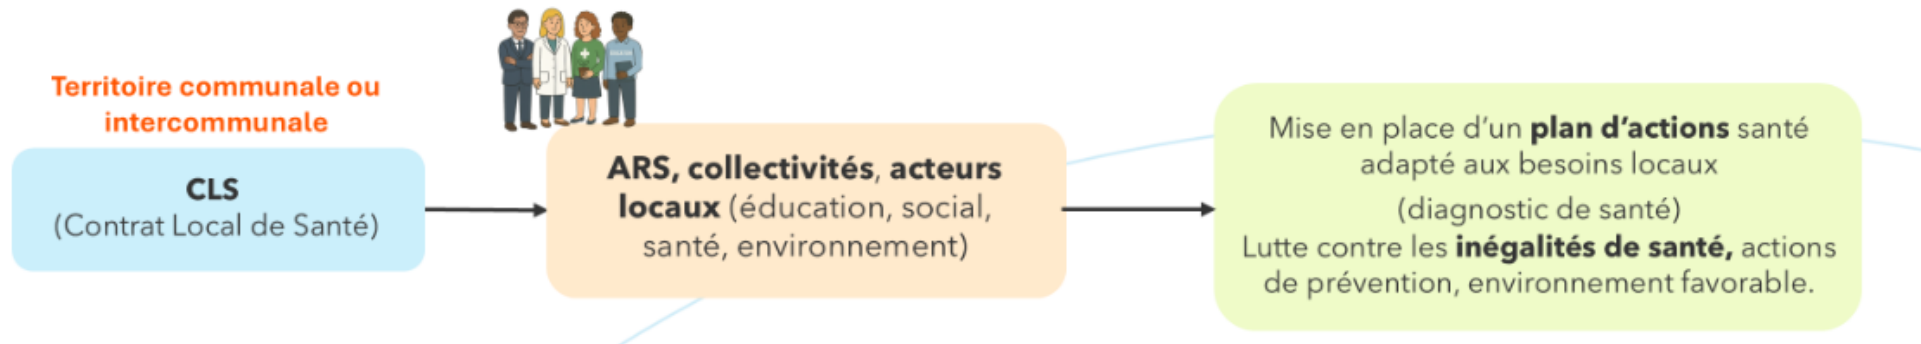 Territoire communale ou
intercommunale
CLS
(Contrat Local de Santé)
ARS, collectivités, acteurs
locaux (éducation, social,
santé, environnement)
Mise en place d’un plan d’actions santé
adapté aux besoins locaux
(diagnostic de santé)
Lutte contre les inégalités de santé, actions
de prévention, environnement favorable.